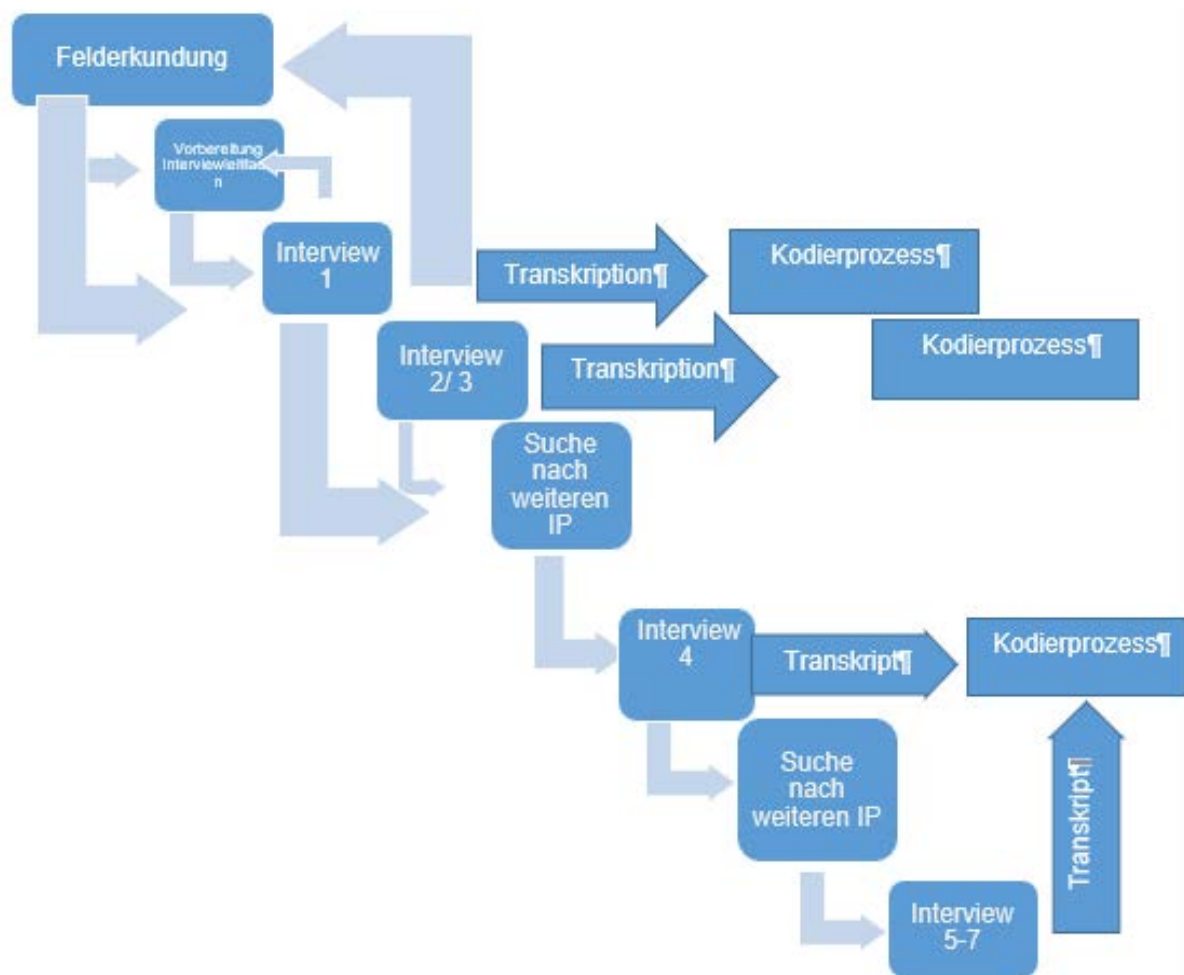 Felderkundung
Vorbereitung
Interviewleitfade
n
Interview
1
Transkription¶
Kodierprozess¶
Interview
2/ 3
Transkription¶
Kodierprozess¶
Suche
nach
weiteren
IP
Interview
4
Transkript¶
Kodierprozess¶
Suche
nach
weiteren IP
Transkript¶
Interview
5-7